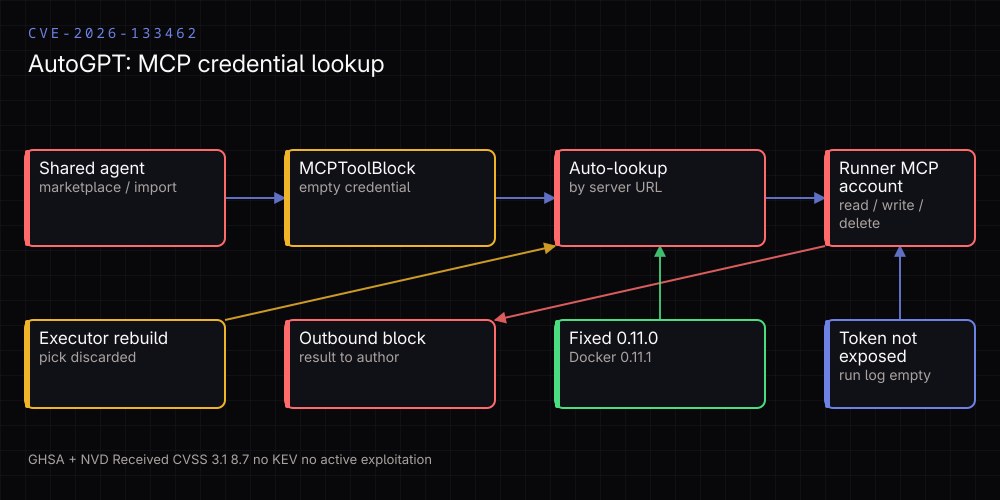 CVE-2026-133462
AutoGPT: MCP credential lookup
Shared agent
marketplace / import
MCPToolBlock
empty credential
Auto-lookup
by server URL
Runner MCP
account
read / write /
delete
Executor rebuild
pick discarded
Outbound block
result to author
Fixed 0.11.0
Docker 0.11.1
Token not
exposed
run log empty
GHSA + NVD Received CVSS 3.1 8.7 no KEV no active exploitation